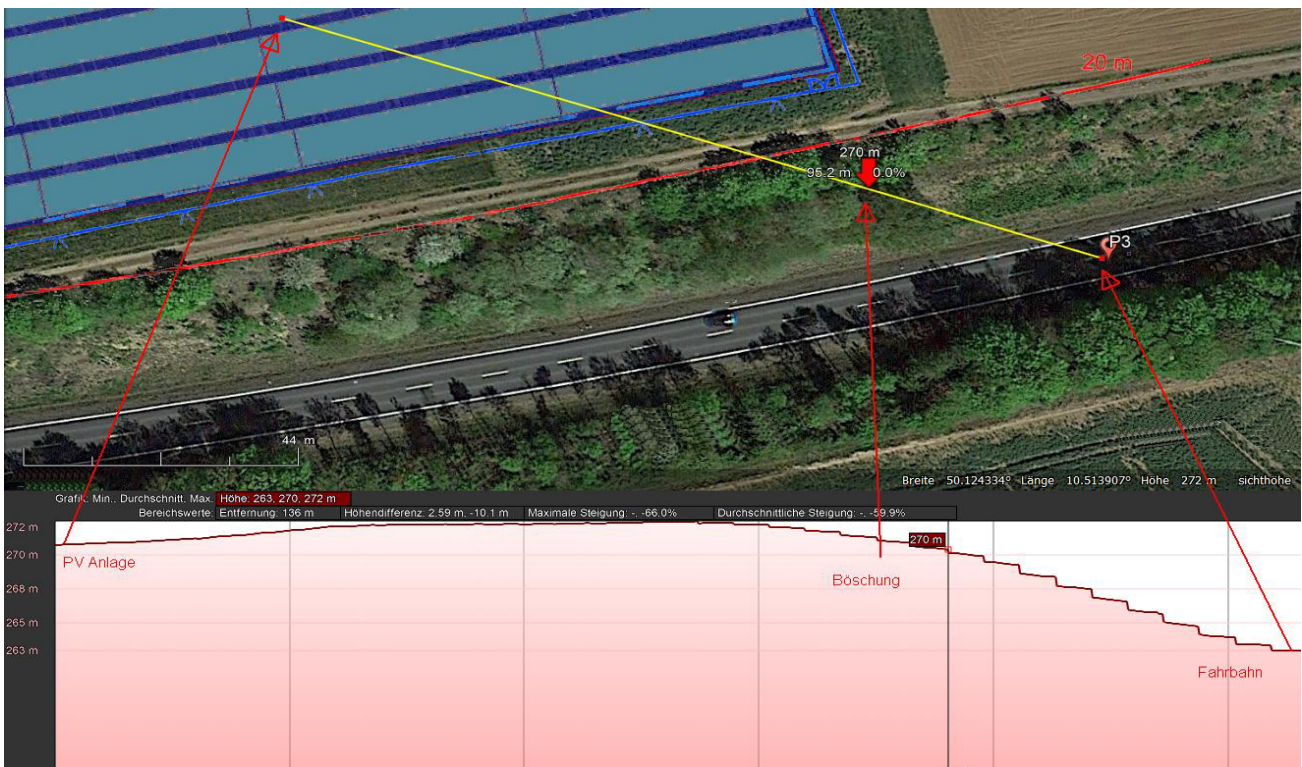 20 m
270 m
95.2 m 0.0%
P3
44 m
Breite 50.124334° Länge 10.513907° Höhe 272 m sichthöhe
Grafik: Min., Durchschnitt, Max. Höhe: 263, 270, 272 m
Bereichswerte: Entfernung: 136 m Höhendifferenz. 2.59 m, -10.1 m Maximale Steigung: -, -66.0% Durchschnittliche Steigung: -, -59.9%
272 m
270 m
270 m
PV Anlage
Böschung
268 m
265 m
263 m
Fahrbahn